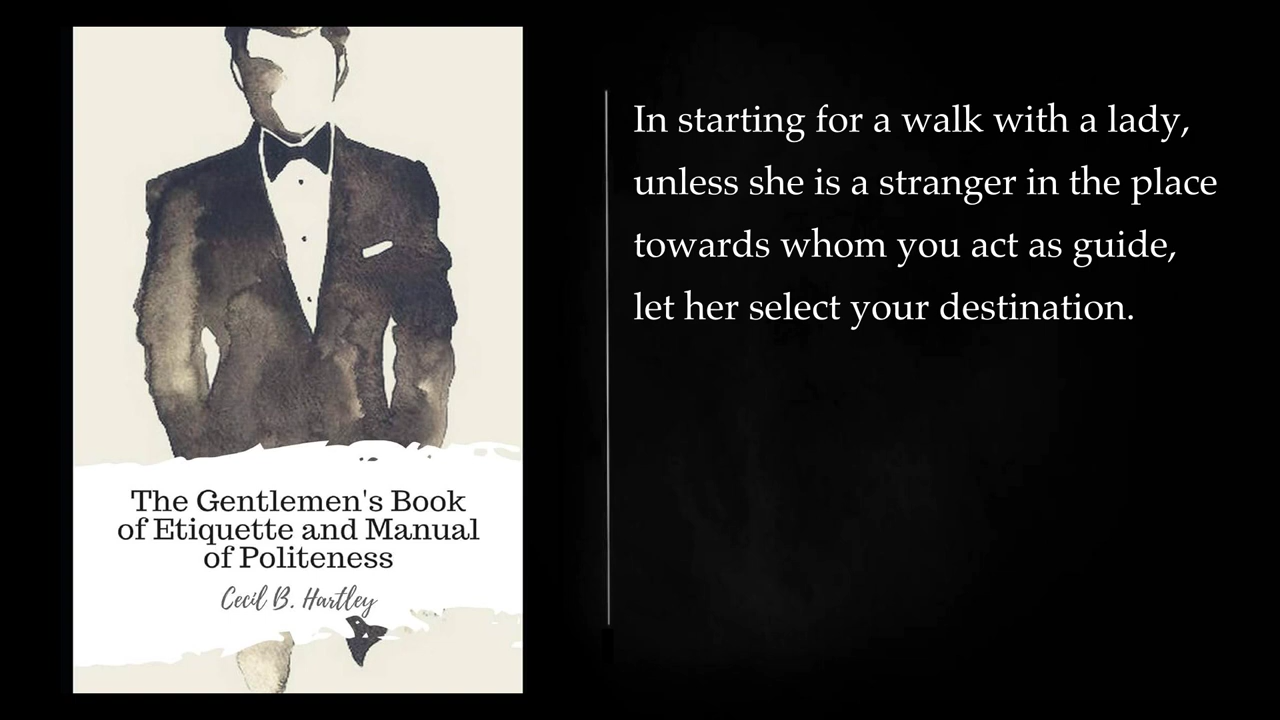 The Gentlemen's Book
of Etiquette and Manual
of Politeness
Cecil B. Hartley
In starting for a walk with a lady,
unless she is a stranger in the place
towards whom you act as guide,
let her select your destination.